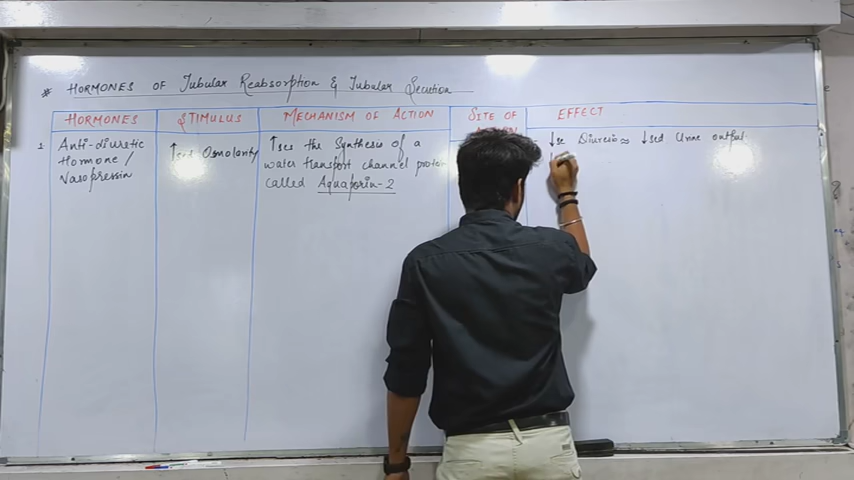 * HORMONES OF Tubular Reabsorption & Tubular Secretion
HORMONES STIMULUS MECHANISM OF ACTION SITE OF EFFECT
1. Anti-diuretic
Hormone /
Vasopressin
↑sed Osmolarity
↑ses the Synthesis of a
water transport channel protein
called Aquaporin-2
↓se Diuresis ≈ ↓sed Urine output